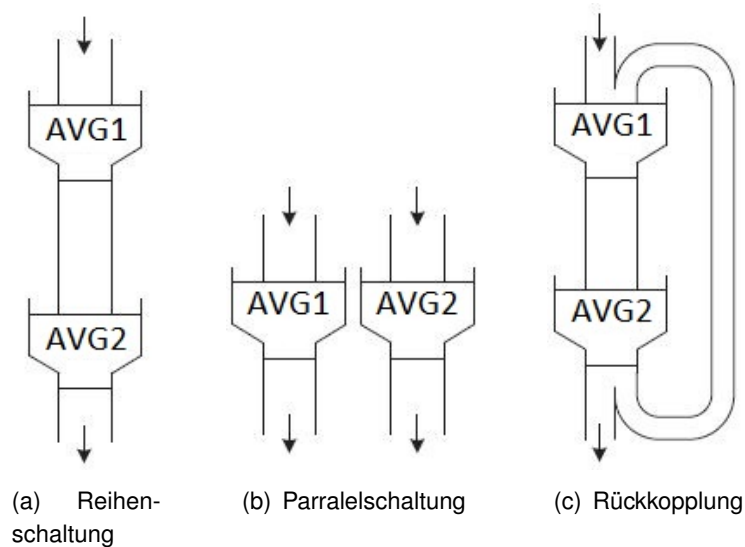 AVG1
AVG2
AVG1
AVG2
AVG1
AVG2
(a) Reihen-
schaltung
(b) Parralelschaltung
(c) Rückkopplung